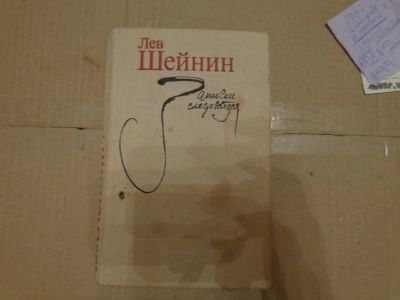 Лев
Шейнин
Записки
следователя